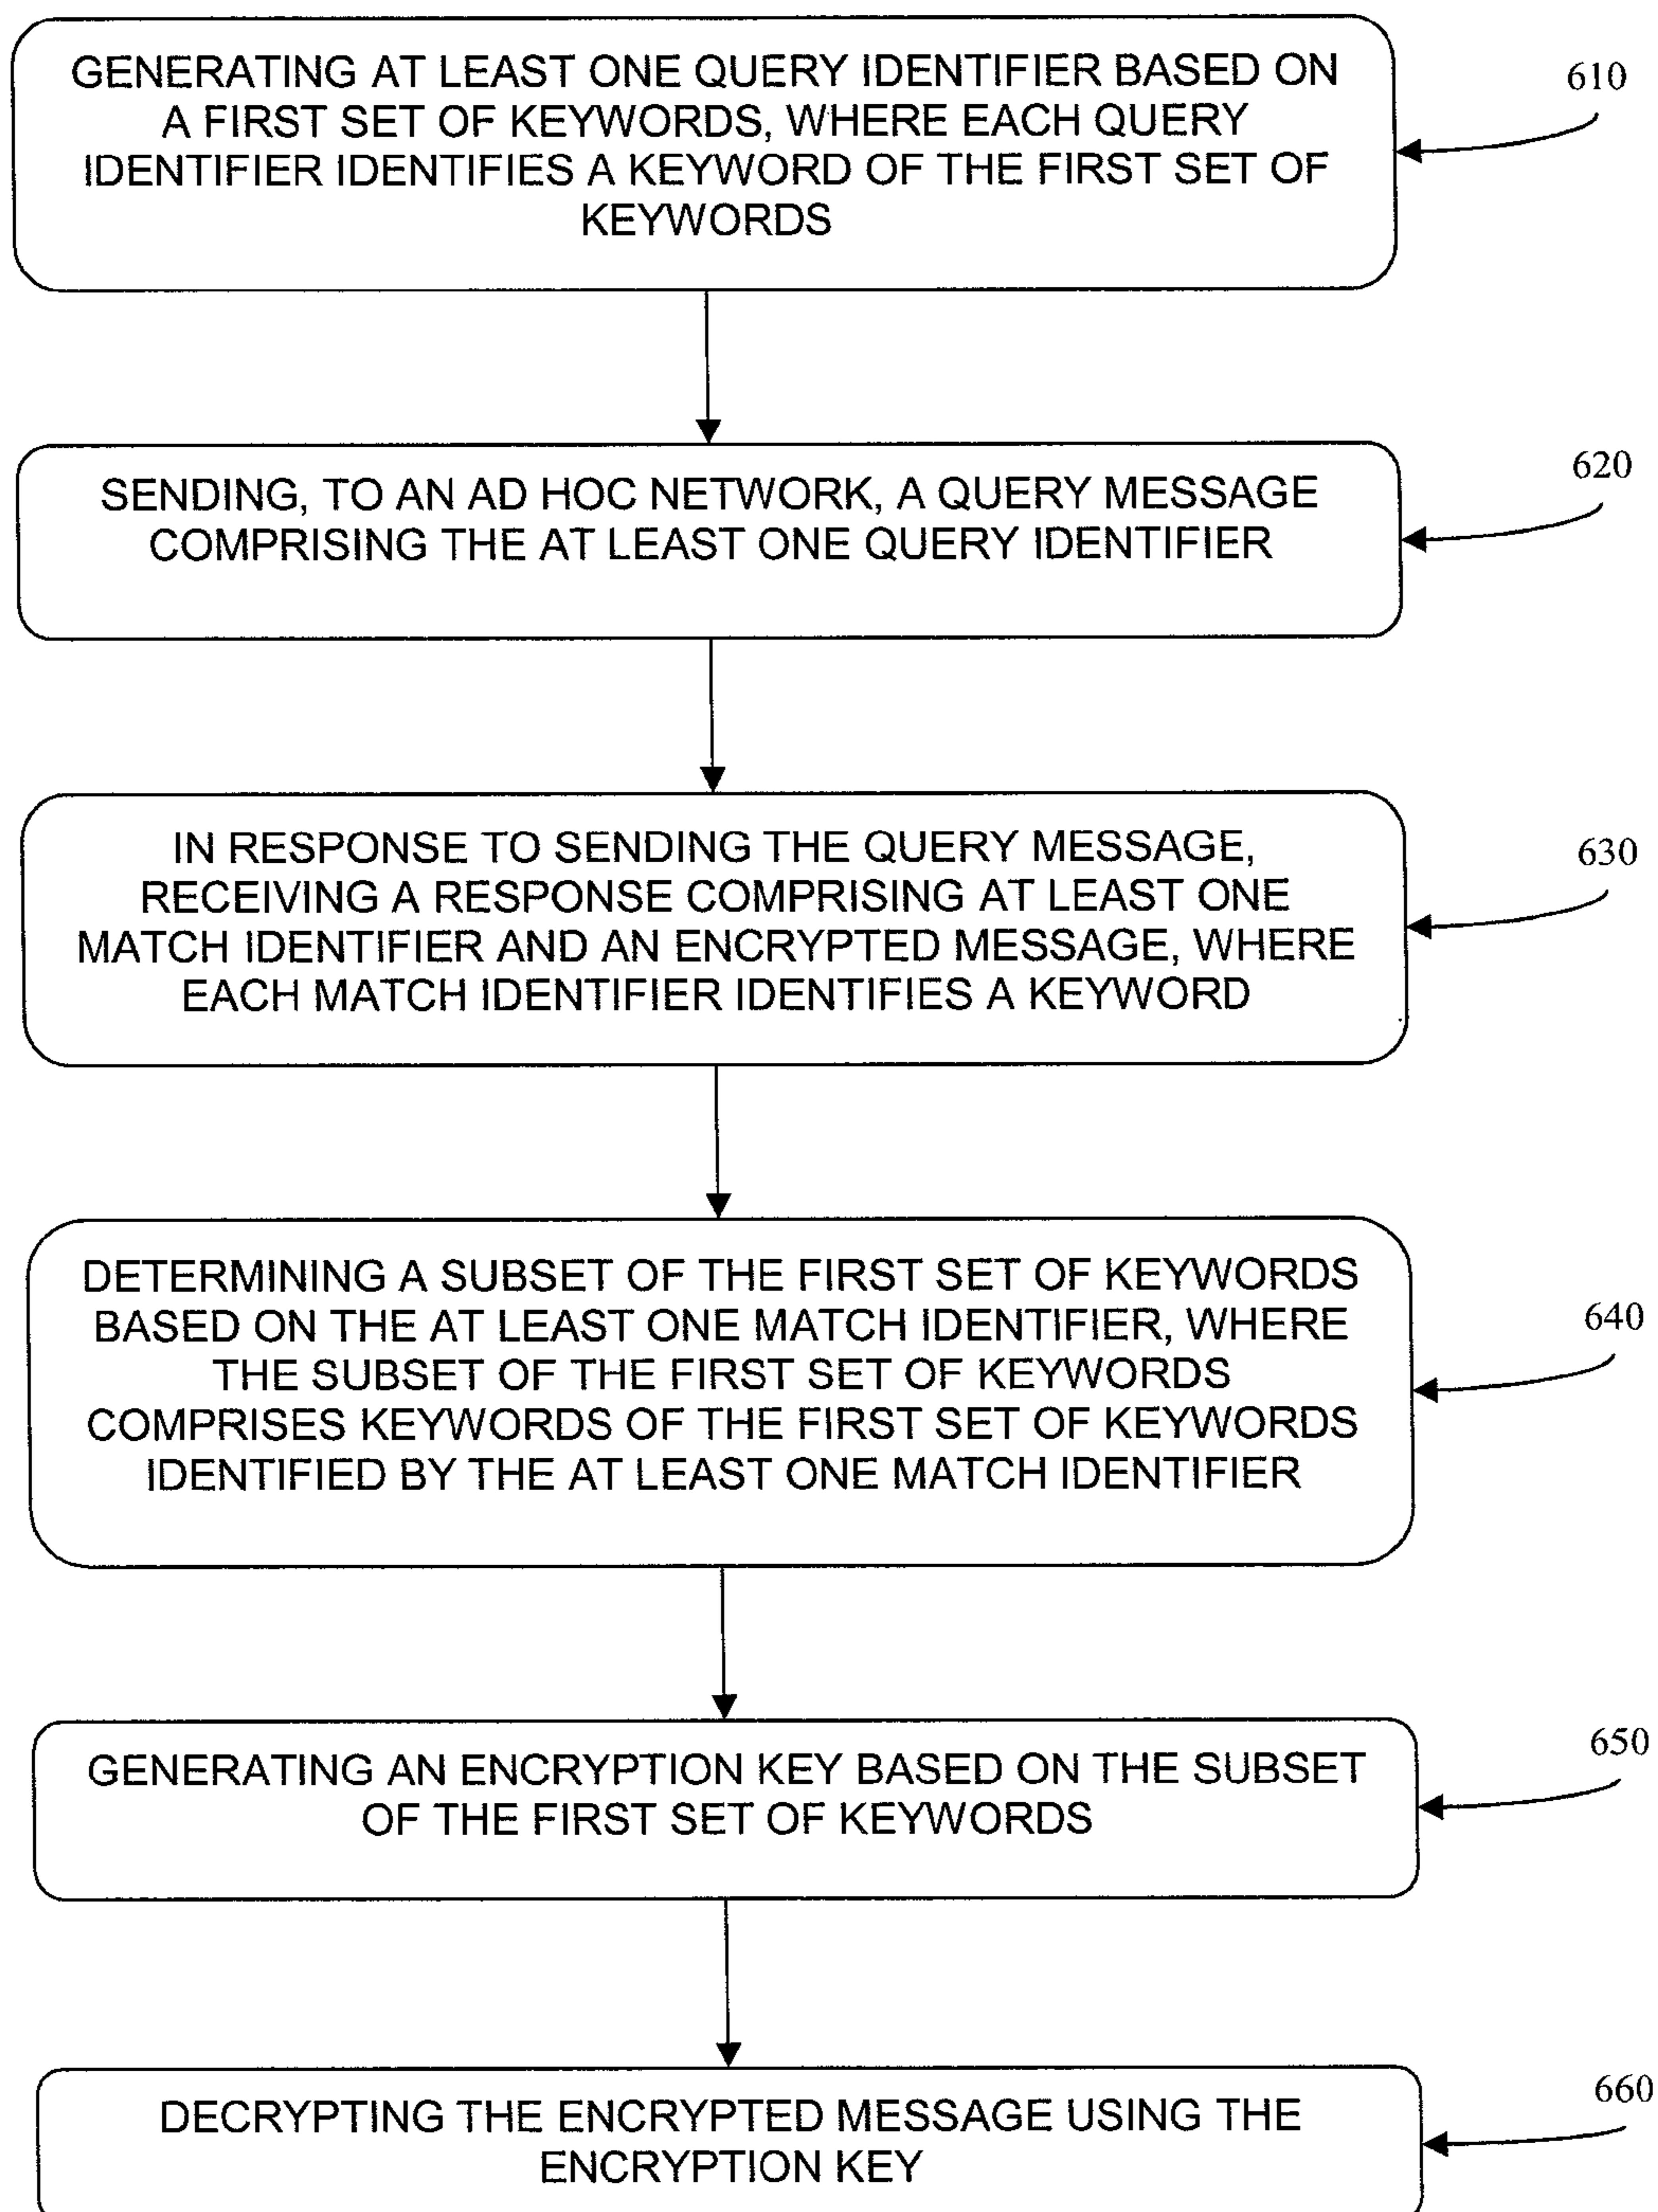 GENERATING AT LEAST ONE QUERY IDENTIFIER BASED ON
A FIRST SET OF KEYWORDS, WHERE EACH QUERY
IDENTIFIER IDENTIFIES A KEYWORD OF THE FIRST SET OF
KEYWORDS
610
SENDING, TO AN AD HOC NETWORK, A QUERY MESSAGE
COMPRISING THE AT LEAST ONE QUERY IDENTIFIER
620
IN RESPONSE TO SENDING THE QUERY MESSAGE,
RECEIVING A RESPONSE COMPRISING AT LEAST ONE
MATCH IDENTIFIER AND AN ENCRYPTED MESSAGE, WHERE
EACH MATCH IDENTIFIER IDENTIFIES A KEYWORD
630
DETERMINING A SUBSET OF THE FIRST SET OF KEYWORDS
BASED ON THE AT LEAST ONE MATCH IDENTIFIER, WHERE
THE SUBSET OF THE FIRST SET OF KEYWORDS
COMPRISES KEYWORDS OF THE FIRST SET OF KEYWORDS
IDENTIFIED BY THE AT LEAST ONE MATCH IDENTIFIER
640
GENERATING AN ENCRYPTION KEY BASED ON THE SUBSET
OF THE FIRST SET OF KEYWORDS
650
DECRYPTING THE ENCRYPTED MESSAGE USING THE
ENCRYPTION KEY
660